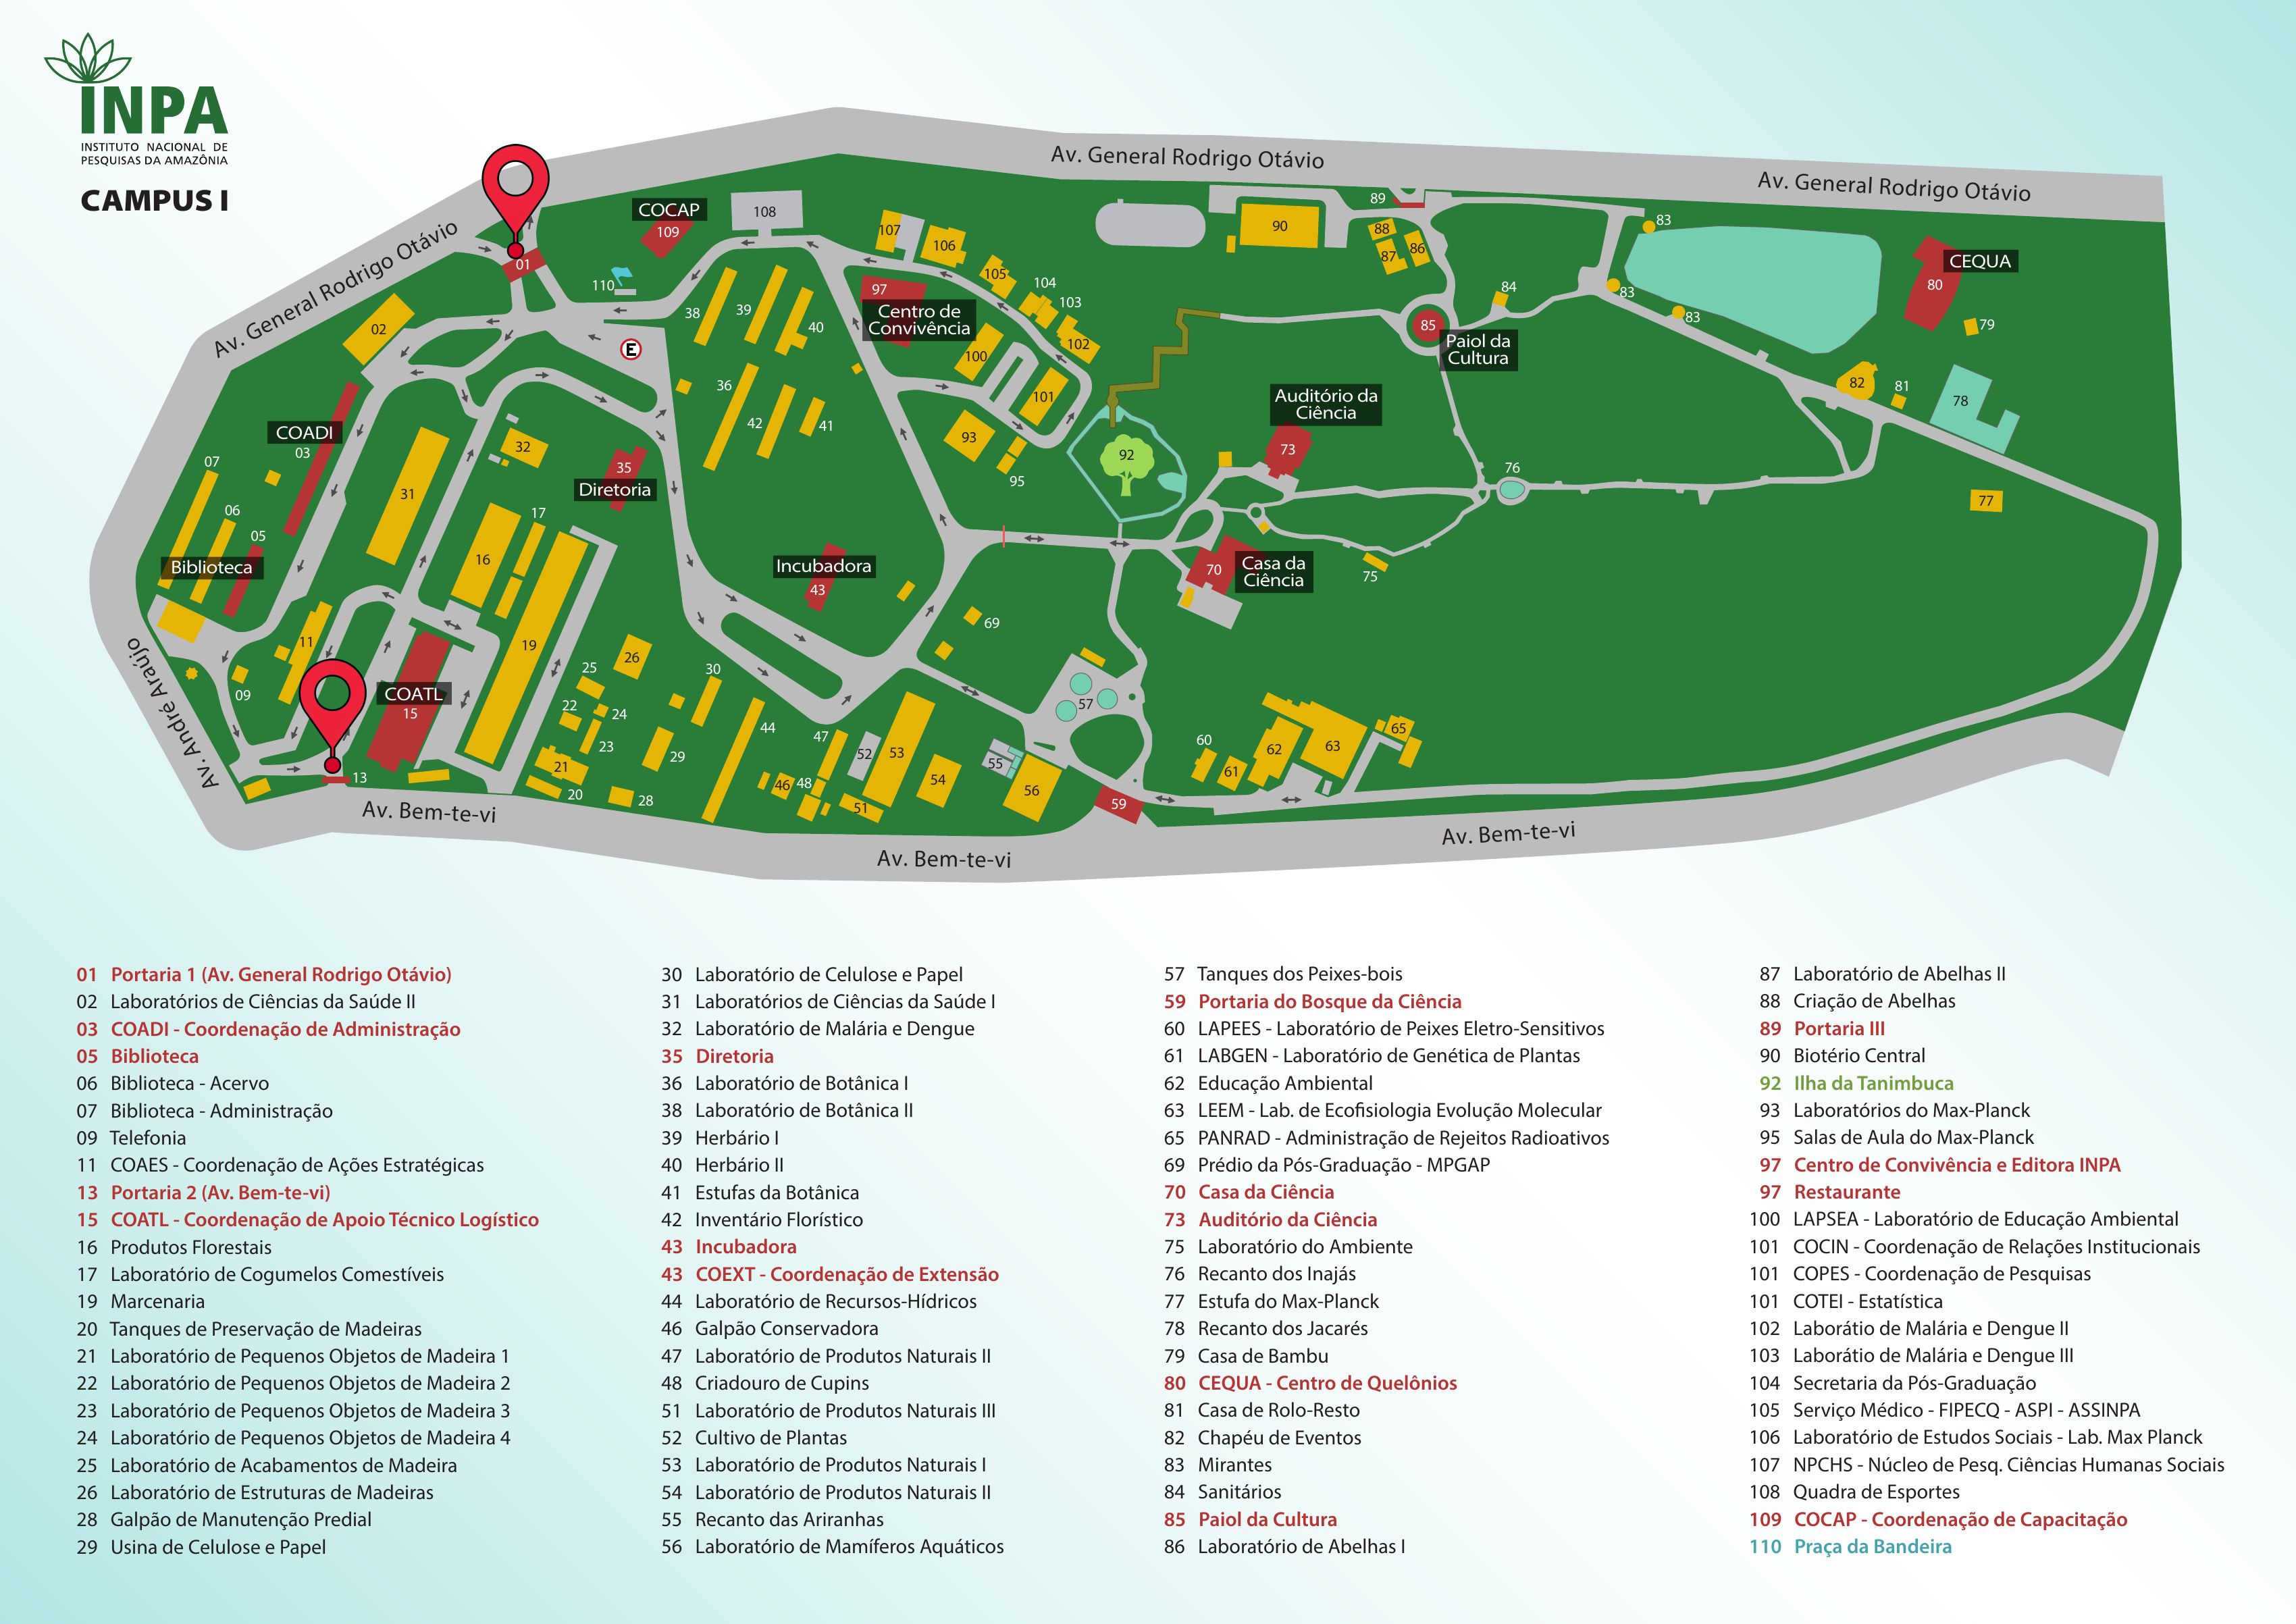 INPA
INSTITUTO NACIONAL DE
PESQUISAS DA AMAZÔNIA
CAMPUS I
Av. General Rodrigo Otávio
Av. General Rodrigo Otávio
Av. General Rodrigo Otávio
Av. André Araújo
Av. Bem-te-vi
Av. Bem-te-vi
Av. Bem-te-vi
COCAP
109
108
107
106
105
104
103
102
97
Centro de
Convivência
100
101
93
95
90
89
88
87
86
84
83
83
83
85
Paiol da
Cultura
CEQUA
80
79
82
81
78
77
76
Auditório da
Ciência
73
92
70
Casa da
Ciência
75
01
110
E
02
38
39
40
36
42
41
COADI
03
07
06
05
Biblioteca
31
32
35
Diretoria
17
16
19
Incubadora
43
69
11
09
COATL
15
13
25
26
22
24
23
21
20
28
29
30
44
47
46
48
52
53
51
54
55
56
57
59
60
61
62
63
65
01 Portaria 1 (Av. General Rodrigo Otávio)
02 Laboratórios de Ciências da Saúde II
03 COADI - Coordenação de Administração
05 Biblioteca
06 Biblioteca - Acervo
07 Biblioteca - Administração
09 Telefonia
11 COAES - Coordenação de Ações Estratégicas
13 Portaria 2 (Av. Bem-te-vi)
15 COATL - Coordenação de Apoio Técnico Logístico
16 Produtos Florestais
17 Laboratório de Cogumelos Comestíveis
19 Marcenaria
20 Tanques de Preservação de Madeiras
21 Laboratório de Pequenos Objetos de Madeira 1
22 Laboratório de Pequenos Objetos de Madeira 2
23 Laboratório de Pequenos Objetos de Madeira 3
24 Laboratório de Pequenos Objetos de Madeira 4
25 Laboratório de Acabamentos de Madeira
26 Laboratório de Estruturas de Madeiras
28 Galpão de Manutenção Predial
29 Usina de Celulose e Papel
30 Laboratório de Celulose e Papel
31 Laboratórios de Ciências da Saúde I
32 Laboratório de Malária e Dengue
35 Diretoria
36 Laboratório de Botânica I
38 Laboratório de Botânica II
39 Herbário I
40 Herbário II
41 Estufas da Botânica
42 Inventário Florístico
43 Incubadora
43 COEXT - Coordenação de Extensão
44 Laboratório de Recursos-Hídricos
46 Galpão Conservadora
47 Laboratório de Produtos Naturais II
48 Criadouro de Cupins
51 Laboratório de Produtos Naturais III
52 Cultivo de Plantas
53 Laboratório de Produtos Naturais I
54 Laboratório de Produtos Naturais II
55 Recanto das Ariranhas
56 Laboratório de Mamíferos Aquáticos
57 Tanques dos Peixes-bois
59 Portaria do Bosque da Ciência
60 LAPEES - Laboratório de Peixes Eletro-Sensitivos
61 LABGEN - Laboratório de Genética de Plantas
62 Educação Ambiental
63 LEEM - Lab. de Ecofisiologia Evolução Molecular
65 PANRAD - Administração de Rejeitos Radioativos
69 Prédio da Pós-Graduação - MPGAP
70 Casa da Ciência
73 Auditório da Ciência
75 Laboratório do Ambiente
76 Recanto dos Inajás
77 Estufa do Max-Planck
78 Recanto dos Jacarés
79 Casa de Bambu
80 CEQUA - Centro de Quelônios
81 Casa de Rolo-Resto
82 Chapéu de Eventos
83 Mirantes
84 Sanitários
85 Paiol da Cultura
86 Laboratório de Abelhas I
87 Laboratório de Abelhas II
88 Criação de Abelhas
89 Portaria III
90 Biotério Central
92 Ilha da Tanimbuca
93 Laboratórios do Max-Planck
95 Salas de Aula do Max-Planck
97 Centro de Convivência e Editora INPA
97 Restaurante
100 LAPSEA - Laboratório de Educação Ambiental
101 COCIN - Coordenação de Relações Institucionais
101 COPES - Coordenação de Pesquisas
101 COTEI - Estatística
102 Laborátio de Malária e Dengue II
103 Laborátio de Malária e Dengue III
104 Secretaria da Pós-Graduação
105 Serviço Médico - FIPECQ - ASPI - ASSINPA
106 Laboratório de Estudos Sociais - Lab. Max Planck
107 NPCHS - Núcleo de Pesq. Ciências Humanas Sociais
108 Quadra de Esportes
109 COCAP - Coordenação de Capacitação
110 Praça da Bandeira